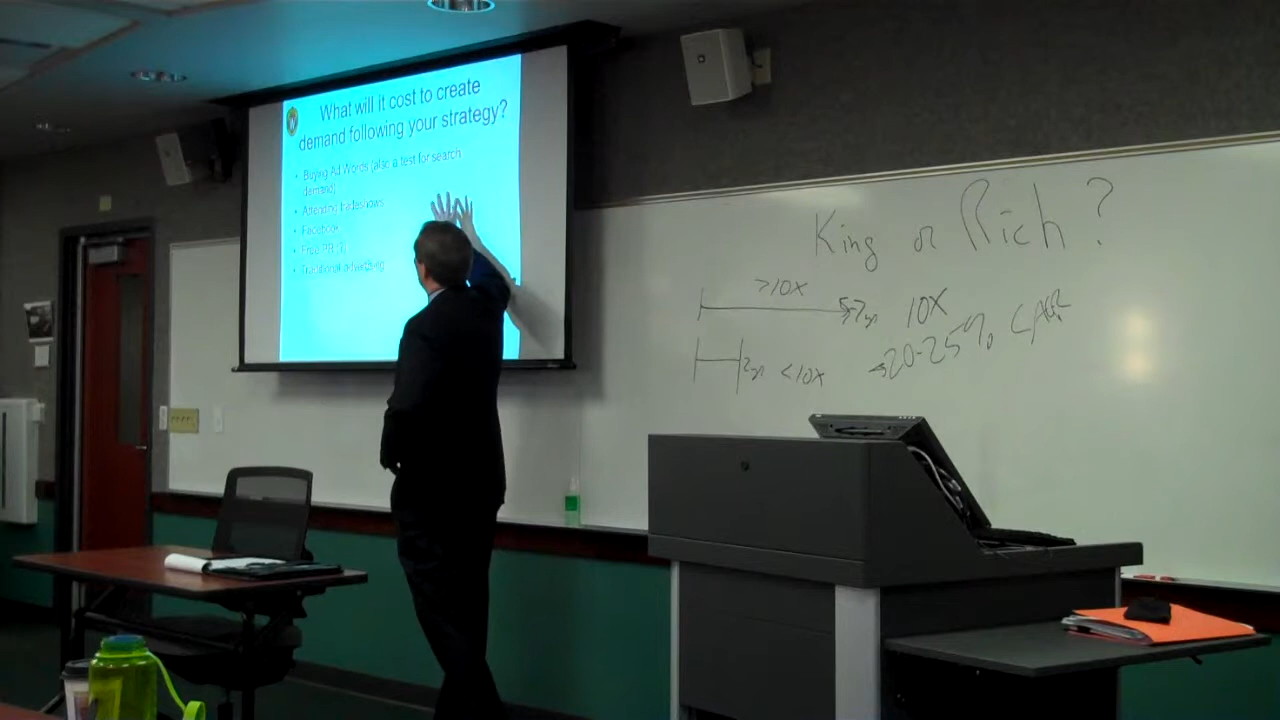 What will it cost to create
demand following your strategy?
• Buying Ad Words (also a test for search
demand)
• Attending tradeshows
• Facebook
• Free PR (?)
• Traditional advertising
King or Rich?
>10X
10X
<10X
20-25%